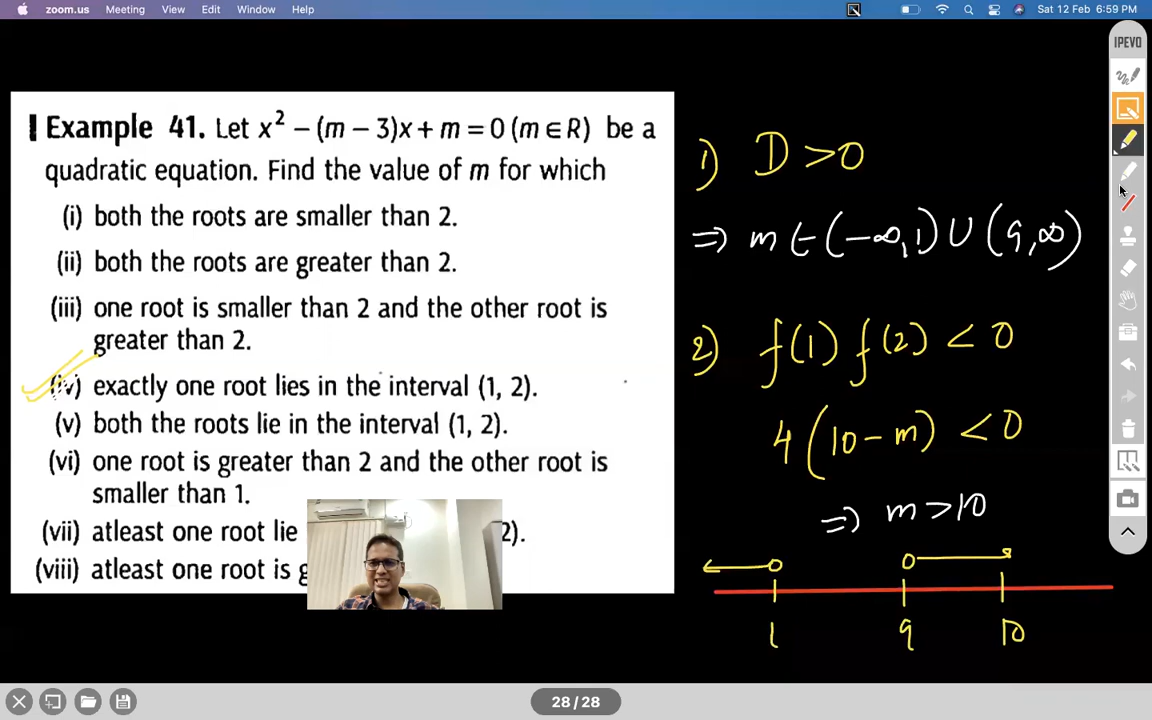 zoom.us Meeting View Edit Window Help Sat 12 Feb 6:59 PM
IPEVO
Example 41. Let x² − (m − 3)x + m = 0 (m ∈ R) be a
quadratic equation. Find the value of m for which
(i) both the roots are smaller than 2.
(ii) both the roots are greater than 2.
(iii) one root is smaller than 2 and the other root is
greater than 2.
(iv) exactly one root lies in the interval (1, 2).
(v) both the roots lie in the interval (1, 2).
(vi) one root is greater than 2 and the other root is
smaller than 1.
(vii) atleast one root lie 2).
(viii) atleast one root is
1) D > 0
⇒ m ∈ (−∞, 1) ∪ (9, ∞)
2) f(1) f(2) < 0
4(10 − m) < 0
⇒ m > 10
1 9 10
28 / 28